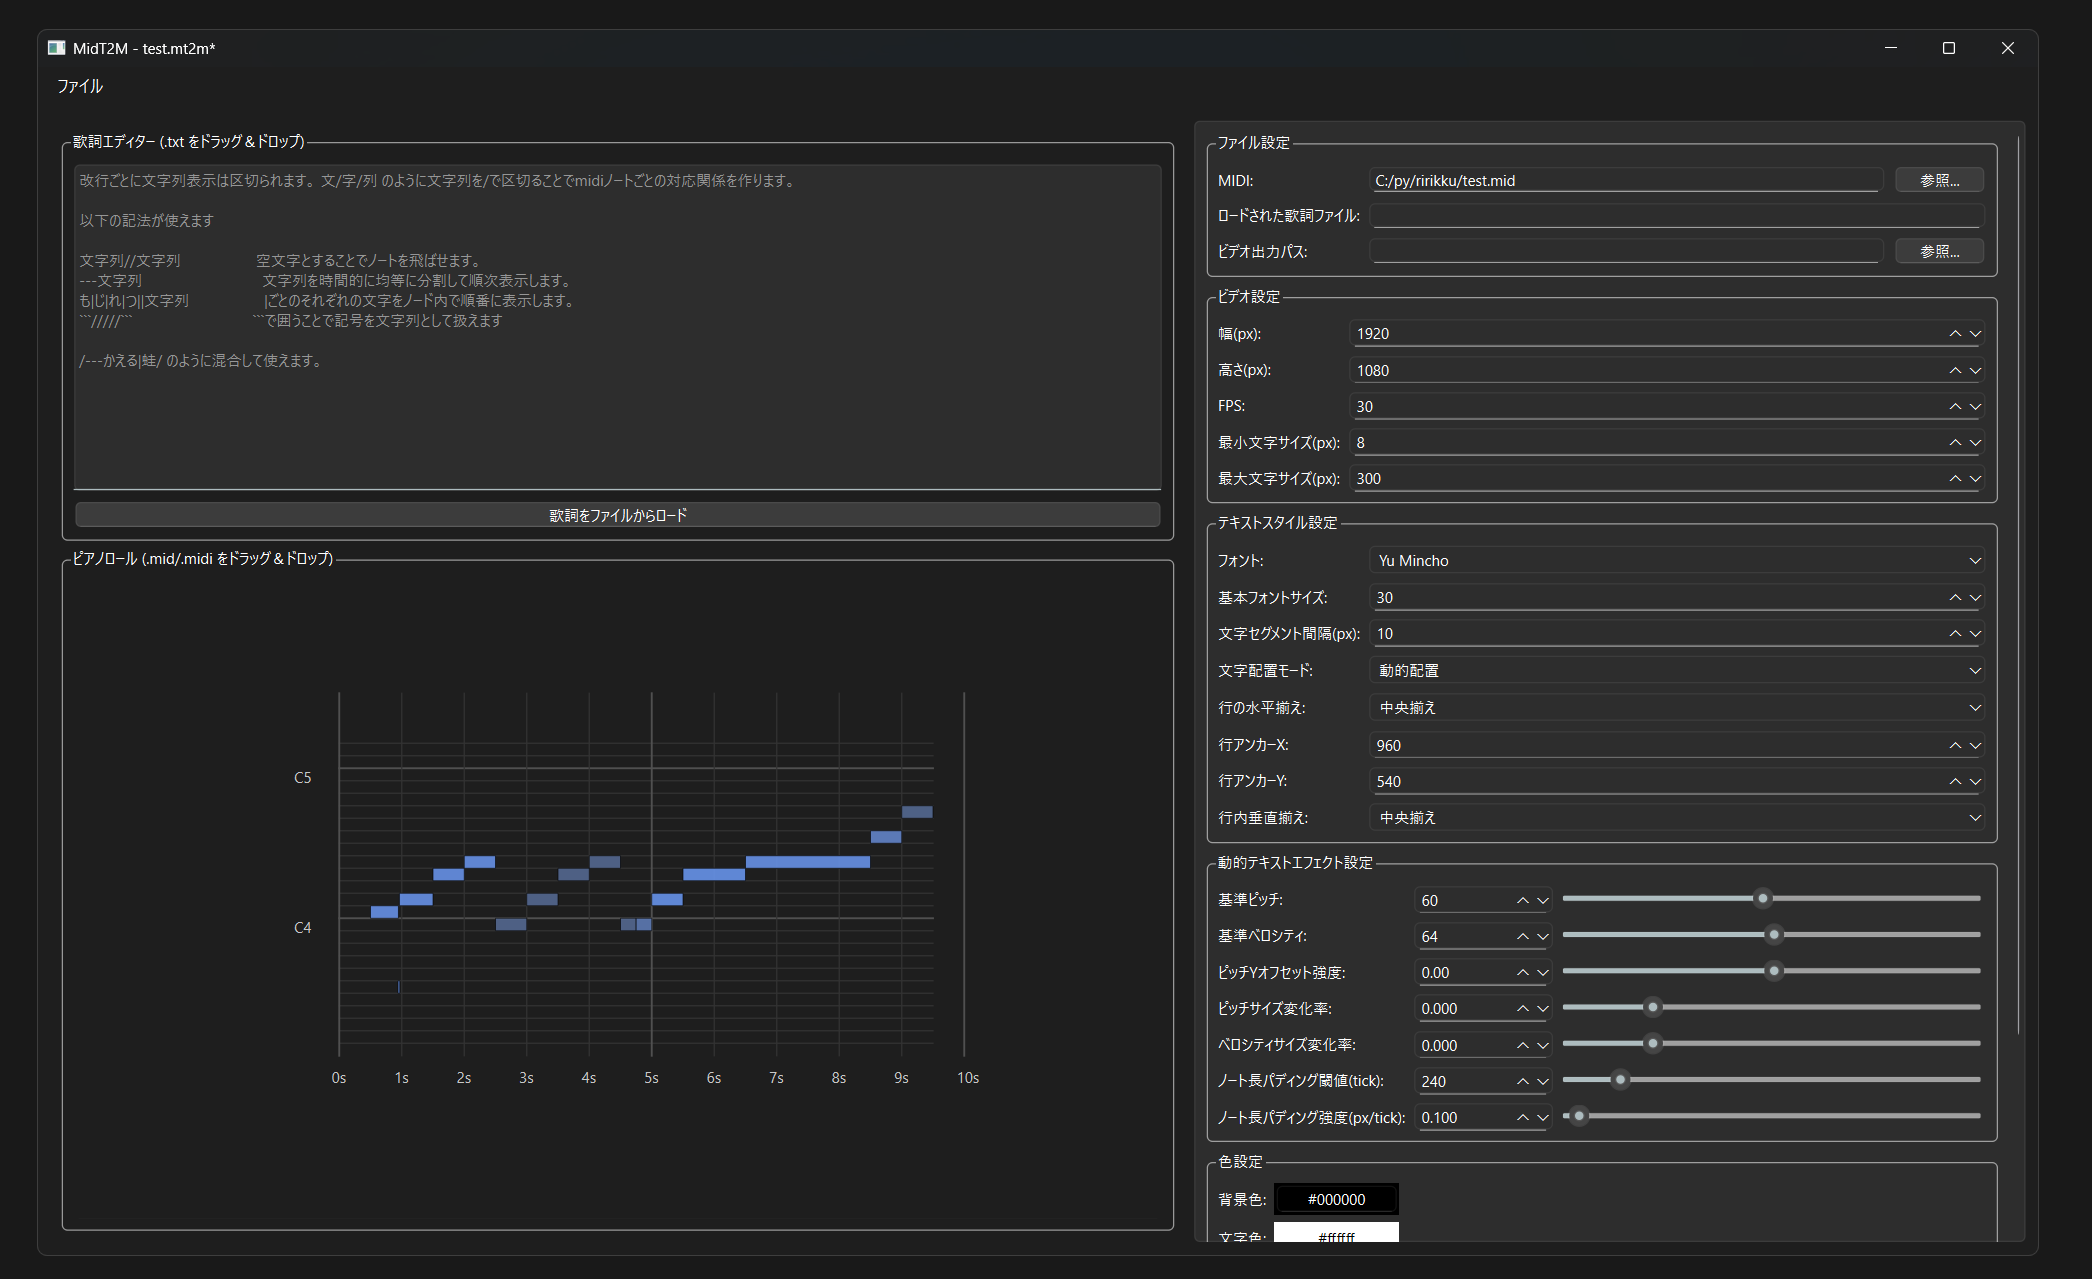 MidT2M - test.mt2m*
ファイル
歌詞エディター (.txt をドラッグ＆ドロップ)
改行ごとに文字列表示は区切られます。文/字/列 のように文字列を/で区切ることでmidiノートごとの対応関係を作ります。
以下の記法が使えます
文字列//文字列 空文字とすることでノートを飛ばせます。
---文字列 文字列を時間的に均等に分割して順次表示します。
も|じ|れ|つ||文字列 |ごとのそれぞれの文字をノード内で順番に表示します。
```/////``` ```で囲うことで記号を文字列として扱えます
/---かえる|蛙/ のように混合して使えます。
歌詞をファイルからロード
ピアノロール (.mid/.midi をドラッグ＆ドロップ)
C5
C4
0s 1s 2s 3s 4s 5s 6s 7s 8s 9s 10s
ファイル設定
MIDI: C:/py/ririkku/test.mid 参照...
ロードされた歌詞ファイル:
ビデオ出力パス: 参照...
ビデオ設定
幅(px): 1920
高さ(px): 1080
FPS: 30
最小文字サイズ(px): 8
最大文字サイズ(px): 300
テキストスタイル設定
フォント: Yu Mincho
基本フォントサイズ: 30
文字セグメント間隔(px): 10
文字配置モード: 動的配置
行の水平揃え: 中央揃え
行アンカーX: 960
行アンカーY: 540
行内垂直揃え: 中央揃え
動的テキストエフェクト設定
基準ピッチ: 60
基準ベロシティ: 64
ピッチYオフセット強度: 0.00
ピッチサイズ変化率: 0.000
ベロシティサイズ変化率: 0.000
ノート長パディング閾値(tick): 240
ノート長パディング強度(px/tick): 0.100
色設定
背景色: #000000
文字色: #ffffff